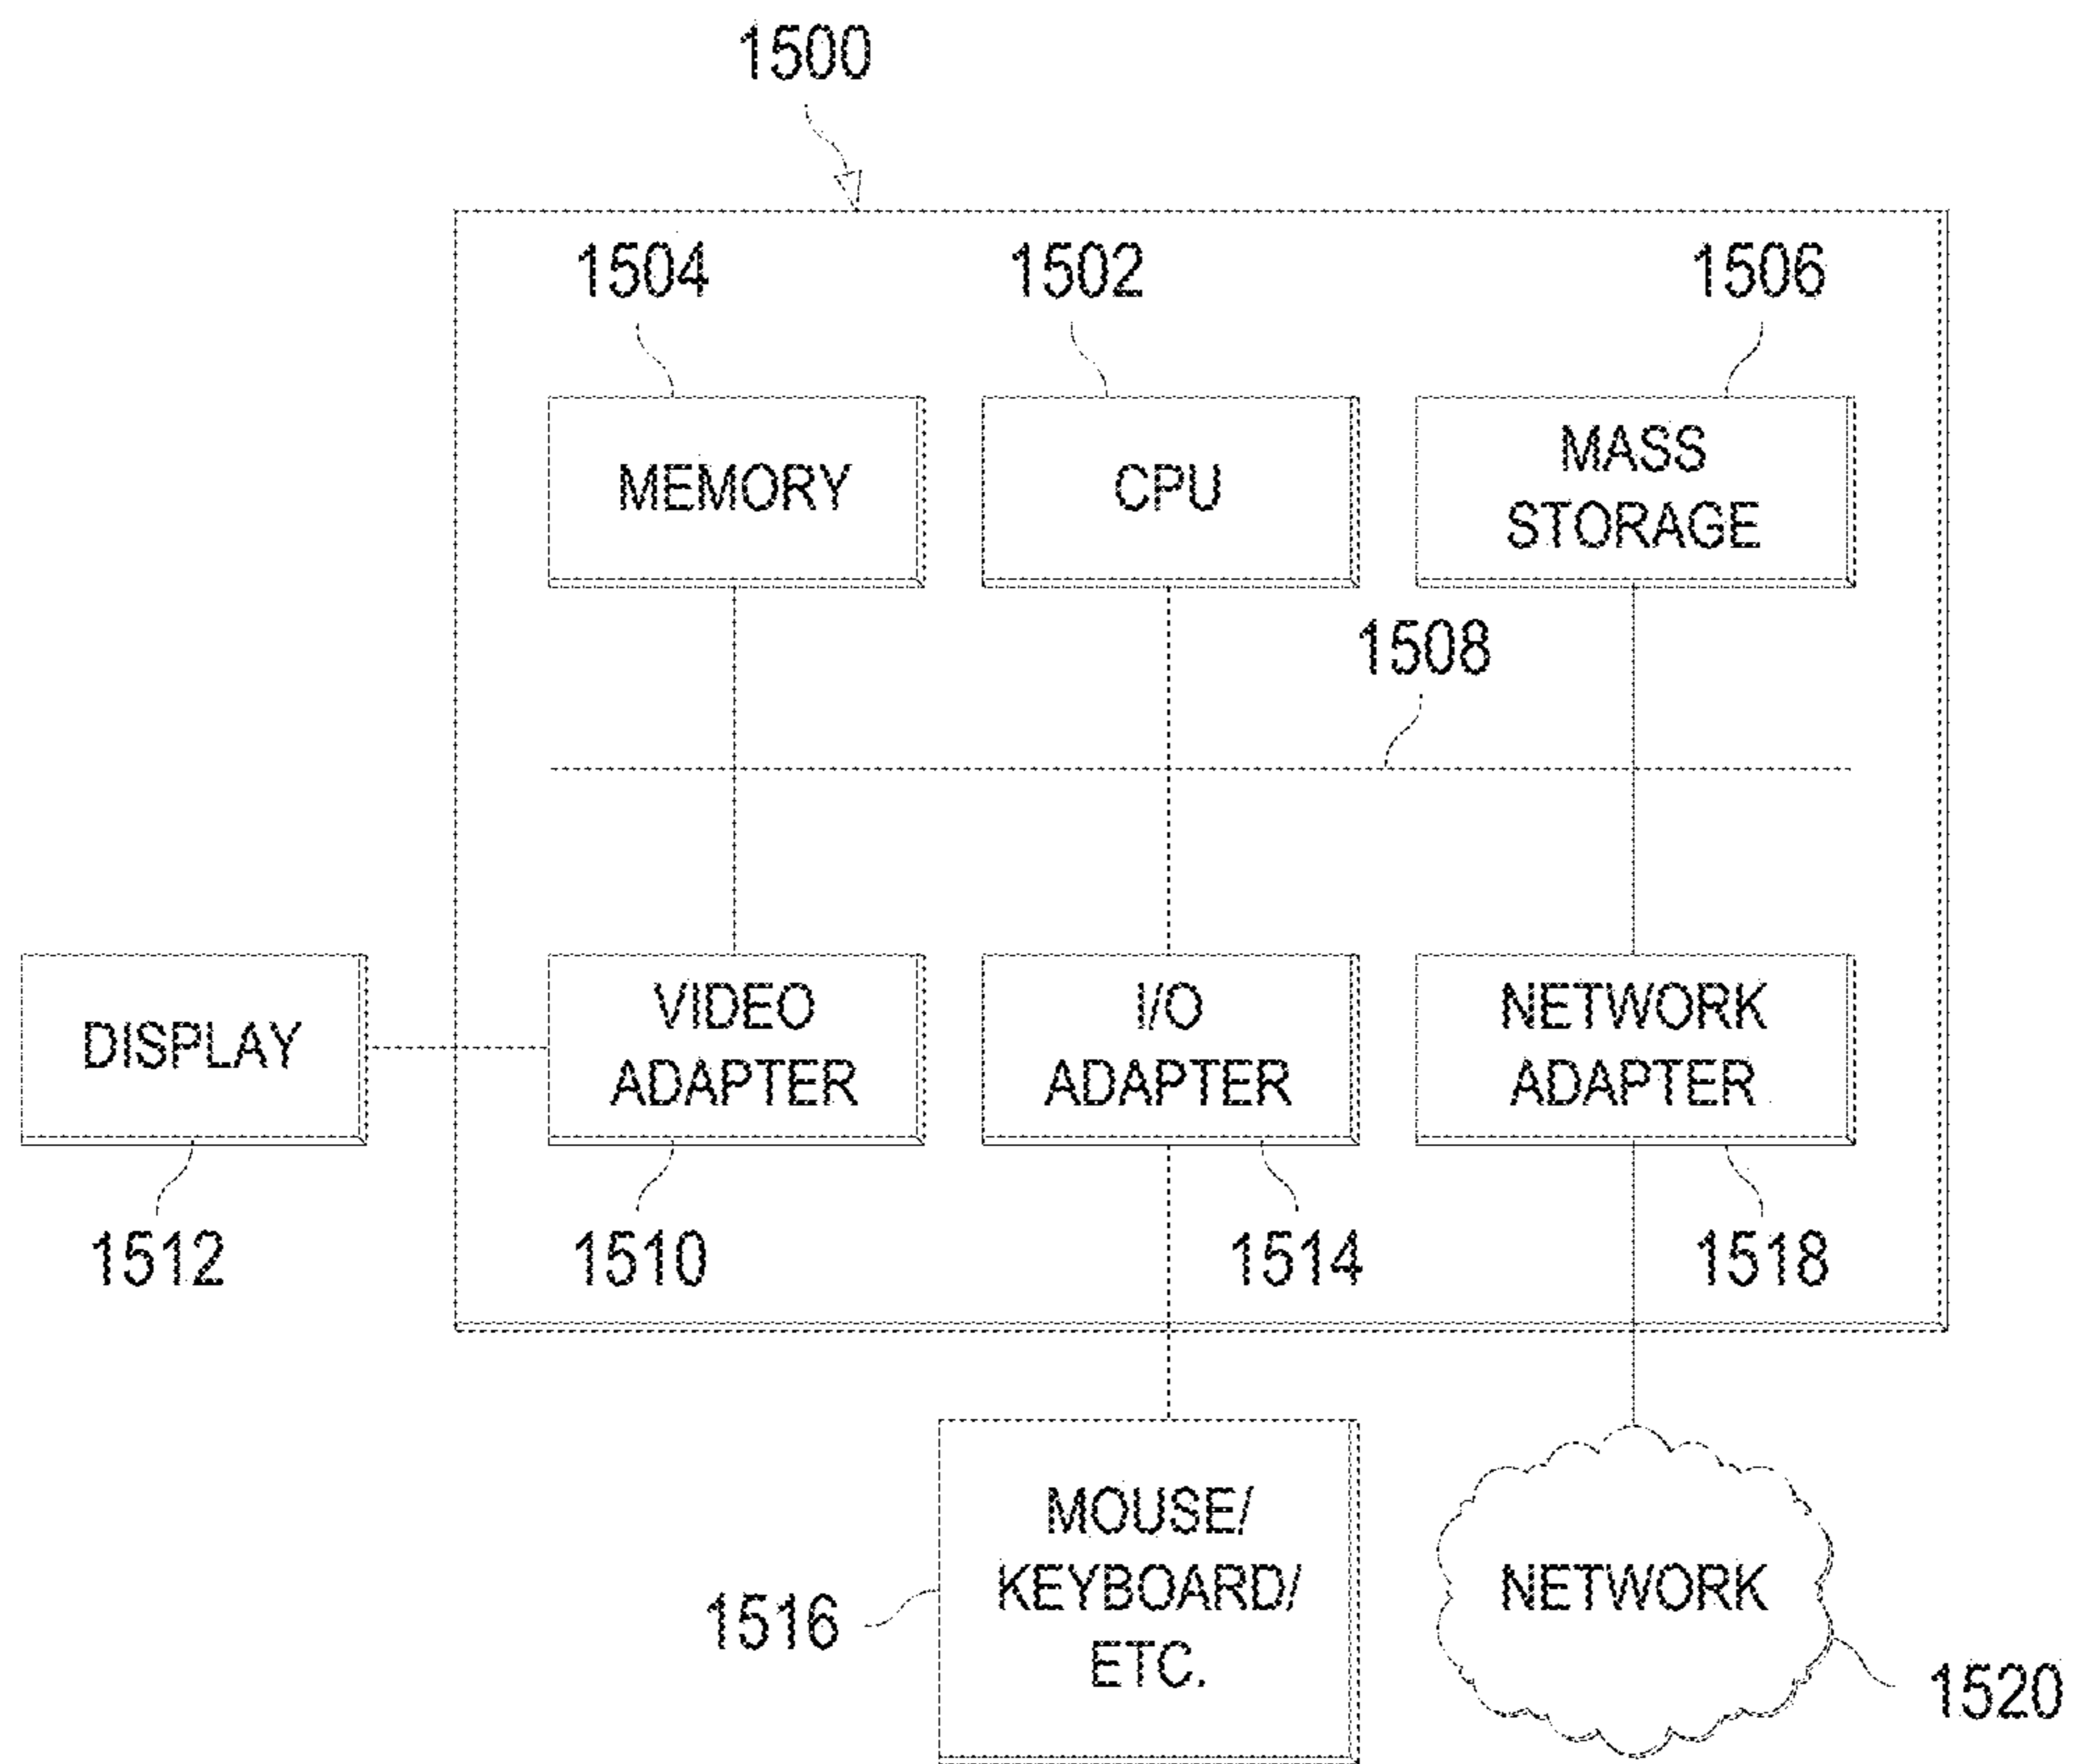 1500
1504
1502
1506
MEMORY
CPU
MASS
STORAGE
1508
DISPLAY
VIDEO
ADAPTER
I/O
ADAPTER
NETWORK
ADAPTER
1512
1510
1514
1518
MOUSE/
KEYBOARD/
ETC.
1516
NETWORK
1520